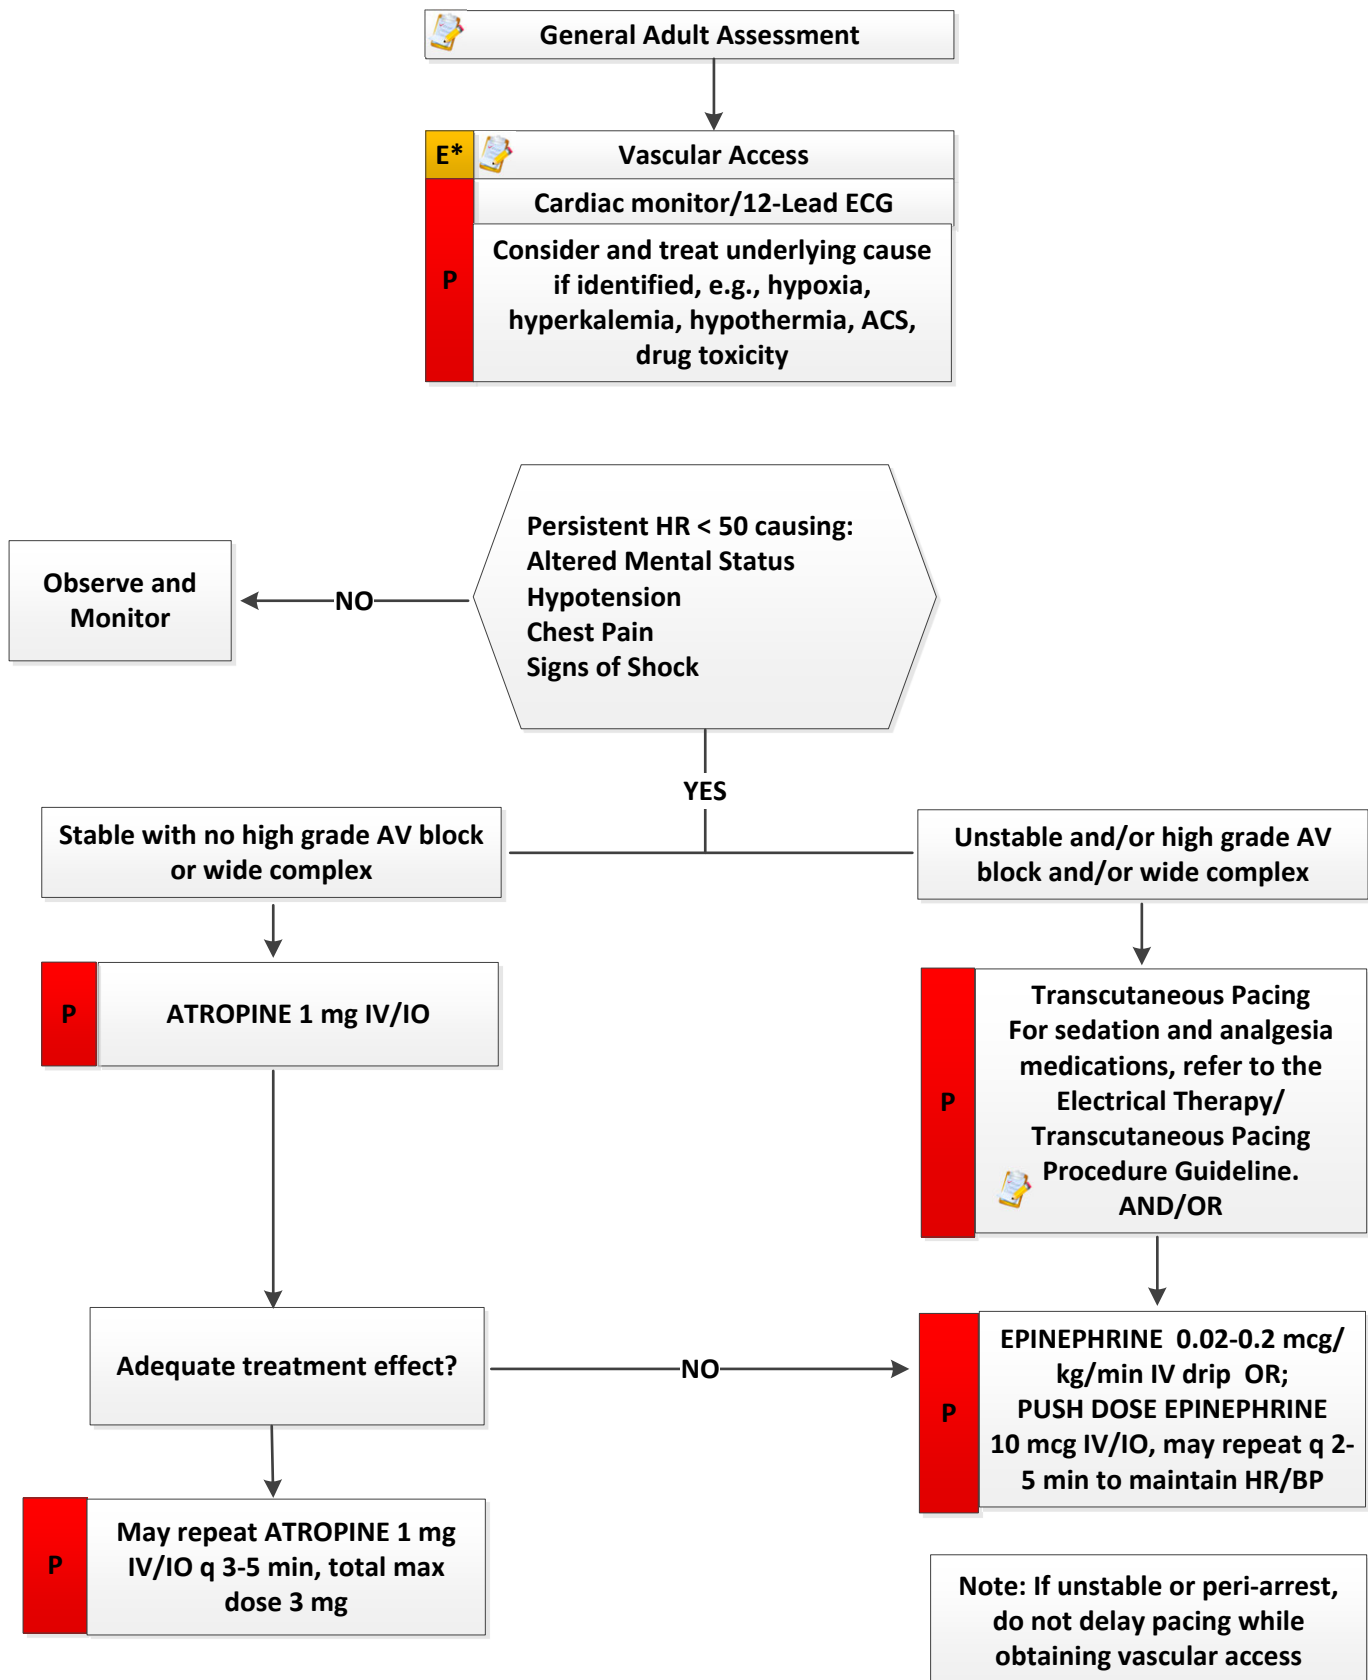 General Adult Assessment
E*
Vascular Access
Cardiac monitor/12-Lead ECG
P
Consider and treat underlying cause
if identified, e.g., hypoxia,
hyperkalemia, hypothermia, ACS,
drug toxicity
Persistent HR < 50 causing:
Altered Mental Status
Hypotension
Chest Pain
Signs of Shock
NO
Observe and
Monitor
YES
Stable with no high grade AV block
or wide complex
Unstable and/or high grade AV
block and/or wide complex
P
ATROPINE 1 mg IV/IO
P
Transcutaneous Pacing
For sedation and analgesia
medications, refer to the
Electrical Therapy/
Transcutaneous Pacing
Procedure Guideline.
AND/OR
Adequate treatment effect?
NO
P
EPINEPHRINE  0.02-0.2 mcg/
kg/min IV drip  OR;
PUSH DOSE EPINEPHRINE
10 mcg IV/IO, may repeat q 2-
5 min to maintain HR/BP
P
May repeat ATROPINE 1 mg
IV/IO q 3-5 min, total max
dose 3 mg
Note: If unstable or peri-arrest,
do not delay pacing while
obtaining vascular access